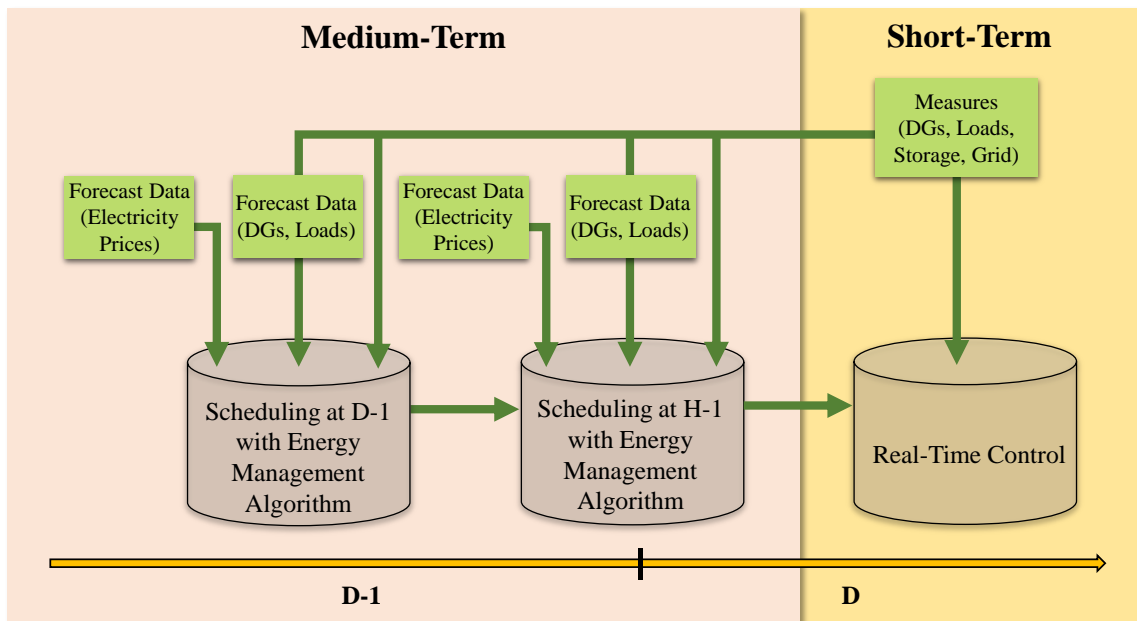 Medium-Term
Short-Term
Measures
(DGs, Loads,
Storage, Grid)
Forecast Data
(Electricity
Prices)
Forecast Data
(DGs, Loads)
Forecast Data
(Electricity
Prices)
Forecast Data
(DGs, Loads)
Scheduling at D-1
with Energy
Management
Algorithm
Scheduling at H-1
with Energy
Management
Algorithm
Real-Time Control
D-1
D